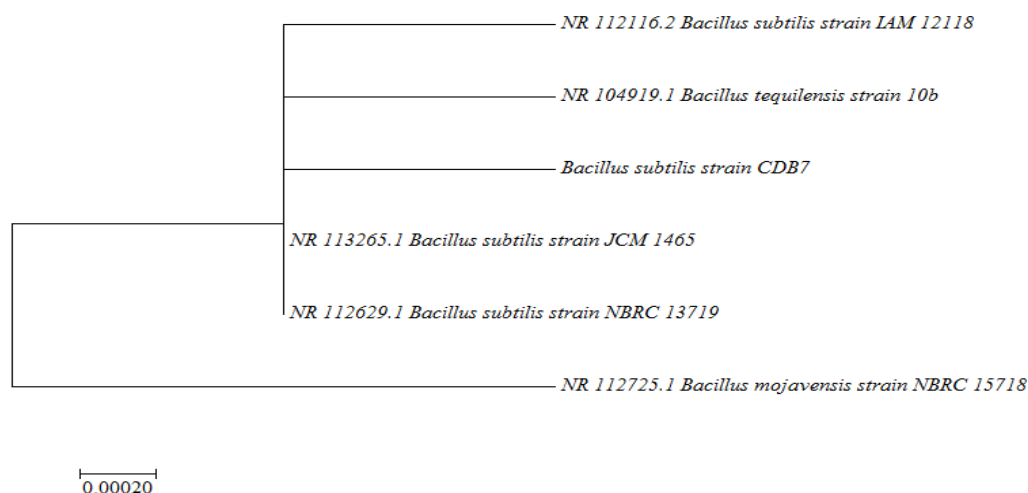 NR 112116.2 Bacillus subtilis strain IAM 12118
NR 104919.1 Bacillus tequilensis strain 10b
Bacillus subtilis strain CDB7
NR 113265.1 Bacillus subtilis strain JCM 1465
NR 112629.1 Bacillus subtilis strain NBRC 13719
NR 112725.1 Bacillus mojavensis strain NBRC 15718
0.00020